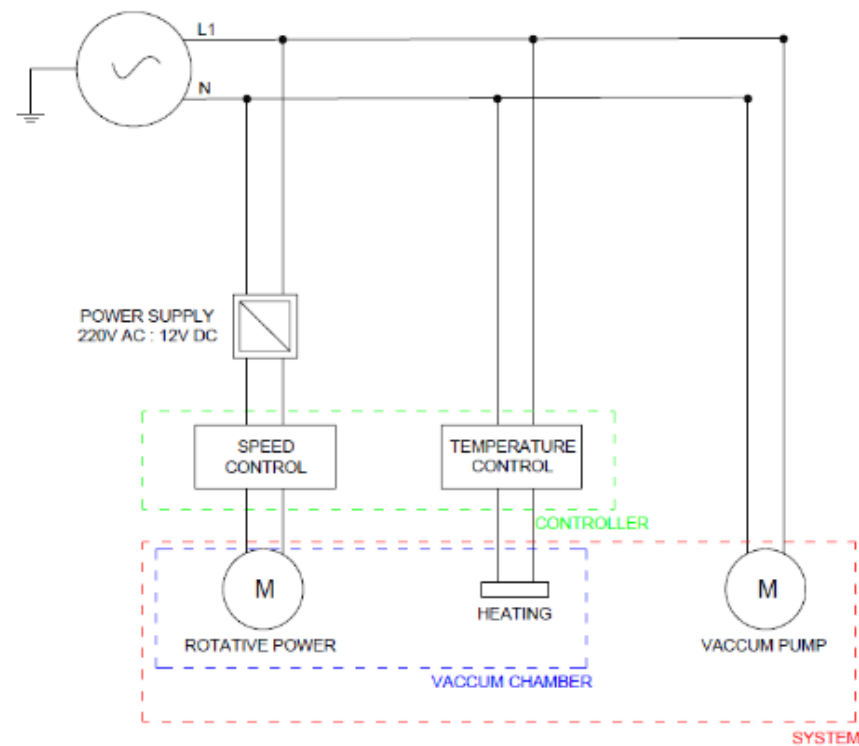 L1
N
POWER SUPPLY
220V AC : 12V DC
SPEED
CONTROL
TEMPERATURE
CONTROL
CONTROLLER
M
M
HEATING
ROTATIVE POWER
VACCUM PUMP
VACCUM CHAMBER
SYSTEM